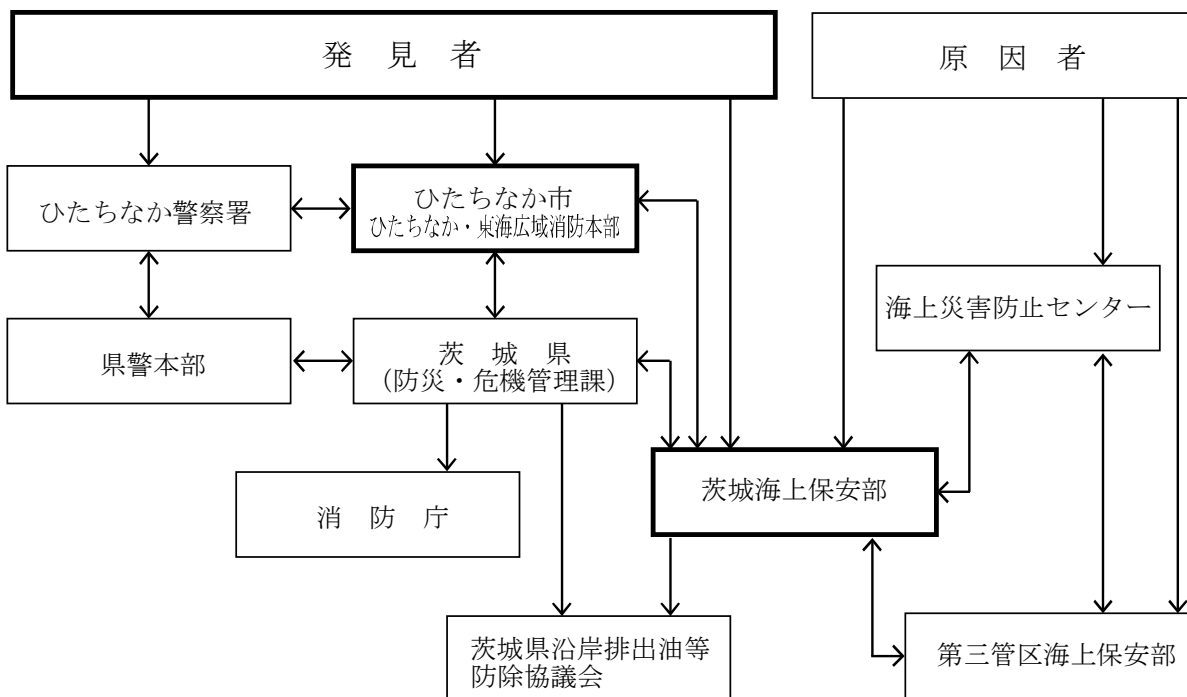 発　見　者
原　因　者
ひたちなか警察署
ひたちなか市
ひたちなか・東海広域消防本部
海上災害防止センター
県警本部
茨　城　県
（防災・危機管理課）
茨城海上保安部
消　防　庁
茨城県沿岸排出油等
防除協議会
第三管区海上保安部